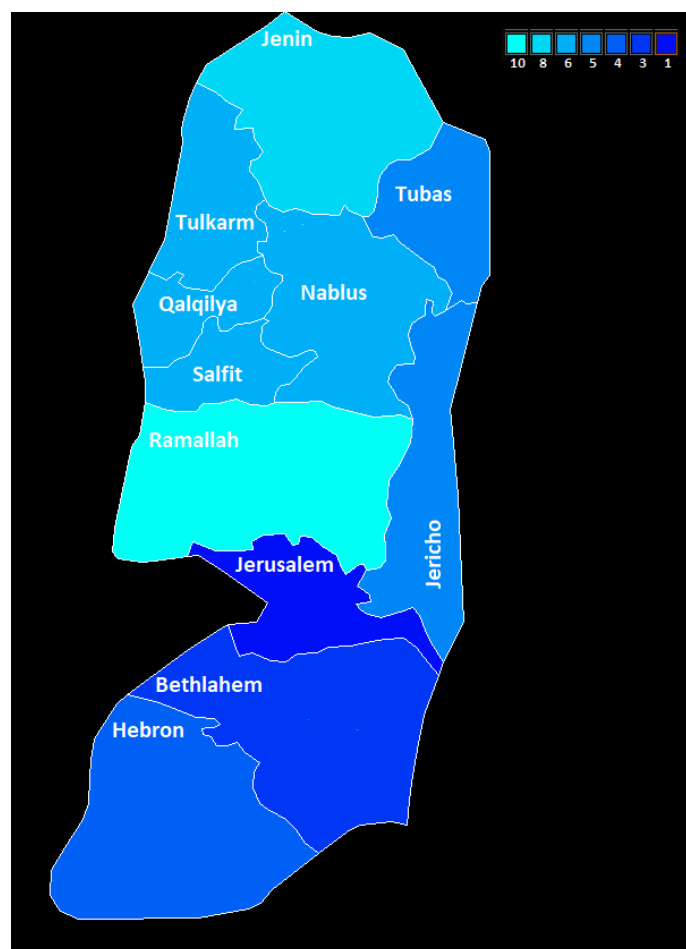 Jenin
10 8 6 5 4 3 1
Tubas
Tulkarm
Nablus
Qalqilya
Salfit
Ramallah
Jericho
Jerusalem
Bethlahem
Hebron